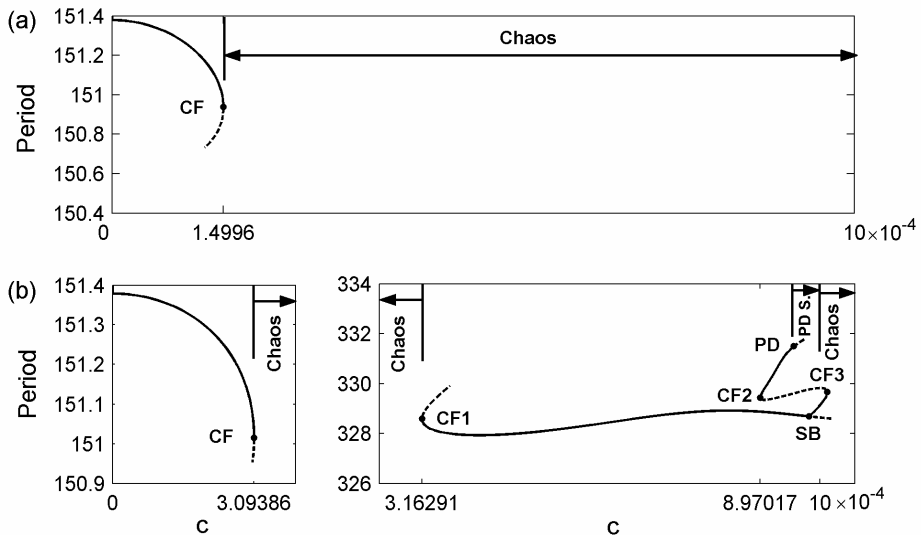 (a)
151.4
151.2
151
150.8
150.6
150.4
Period
Chaos
CF
0
1.4996
10×10-4
(b)
151.4
151.3
151.2
151.1
151
150.9
Period
Chaos
CF
0
3.09386
c
334
332
330
328
326
Chaos
CF1
PD
PD S.
Chaos
CF2
CF3
SB
3.16291
8.97017
10×10-4
c